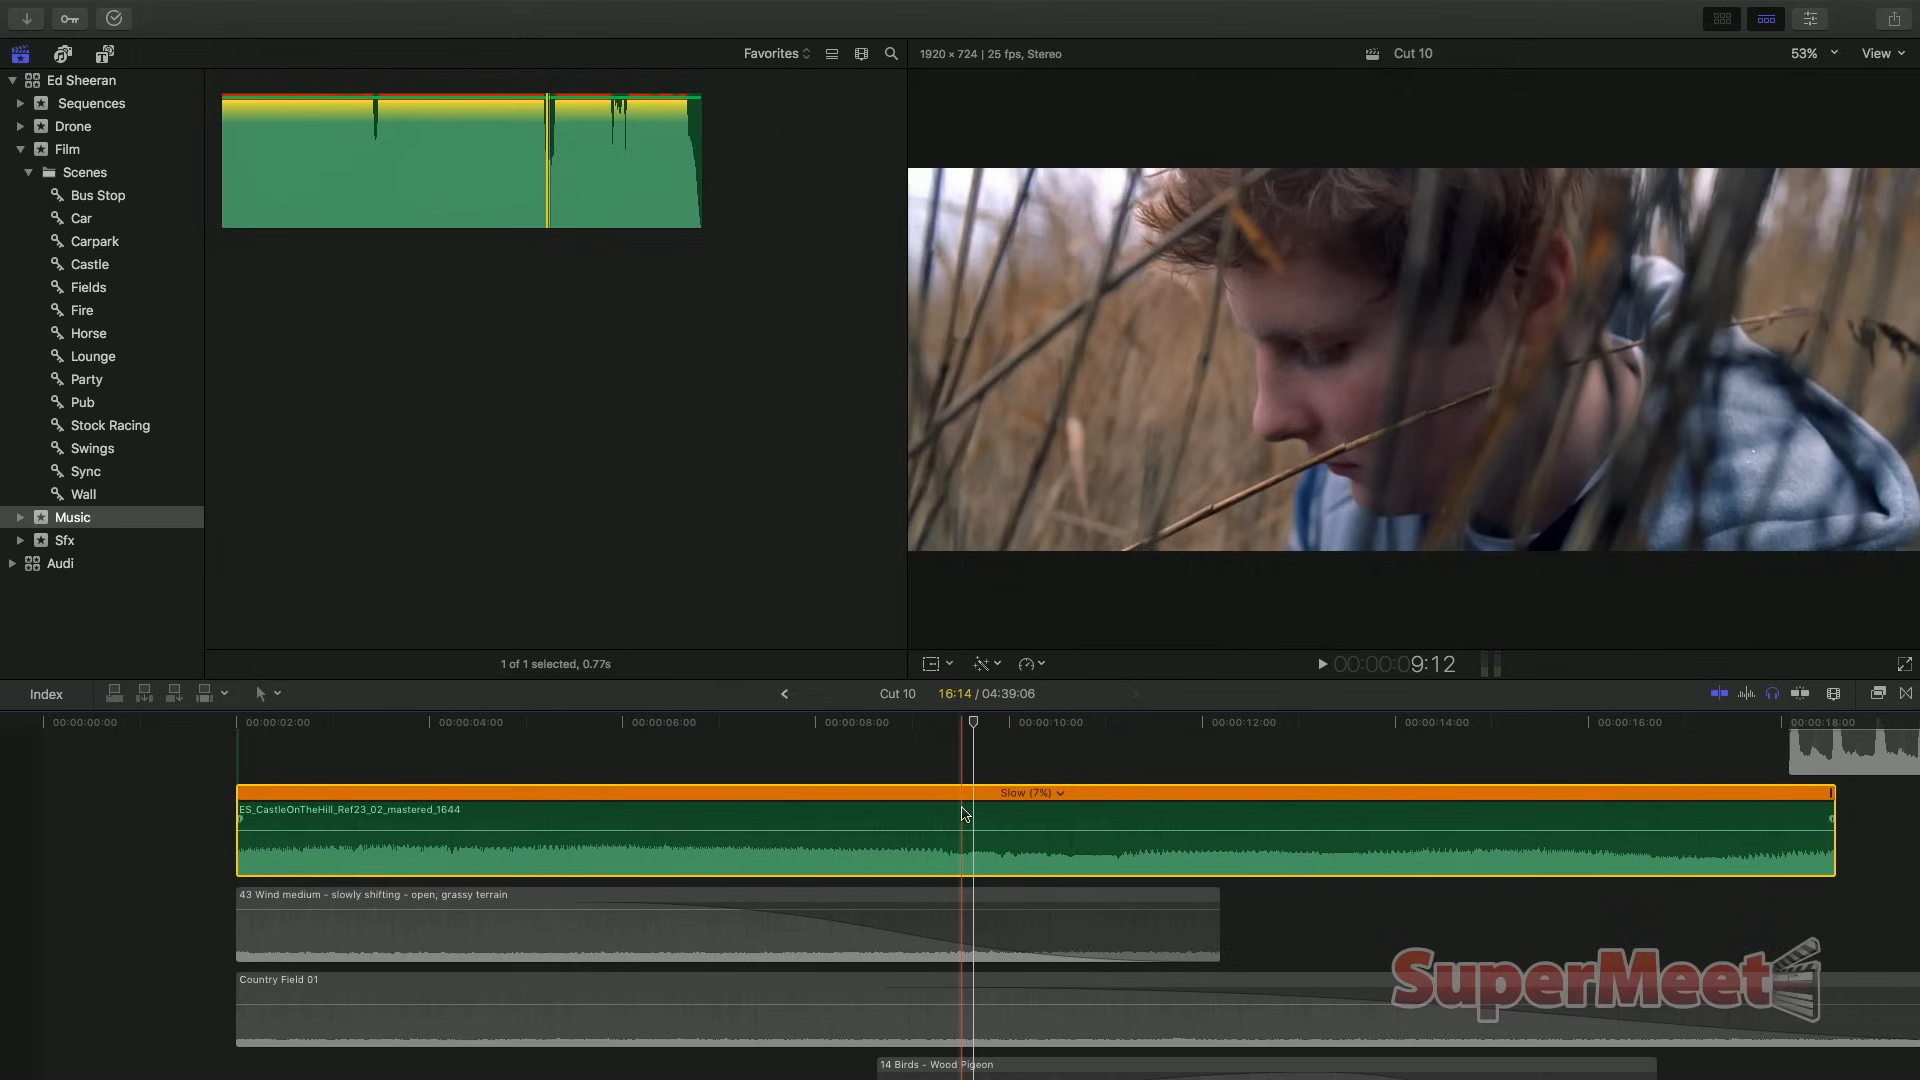 Favorites
1920 × 724 | 25 fps, Stereo
Cut 10
53%
View
Ed Sheeran
Sequences
Drone
Film
Scenes
Bus Stop
Car
Carpark
Castle
Fields
Fire
Horse
Lounge
Party
Pub
Stock Racing
Swings
Sync
Wall
Music
Sfx
Audi
1 of 1 selected, 0.77s
00:00:09:12
Index
Cut 10
16:14 / 04:39:06
00:00:00:00
00:00:02:00
00:00:04:00
00:00:06:00
00:00:08:00
00:00:10:00
00:00:12:00
00:00:14:00
00:00:16:00
00:00:18:00
Slow (7%)
ES_CastleOnTheHill_Ref23_02_mastered_1644
43 Wind medium - slowly shifting - open, grassy terrain
Country Field 01
SuperMeet
14 Birds - Wood Pigeon